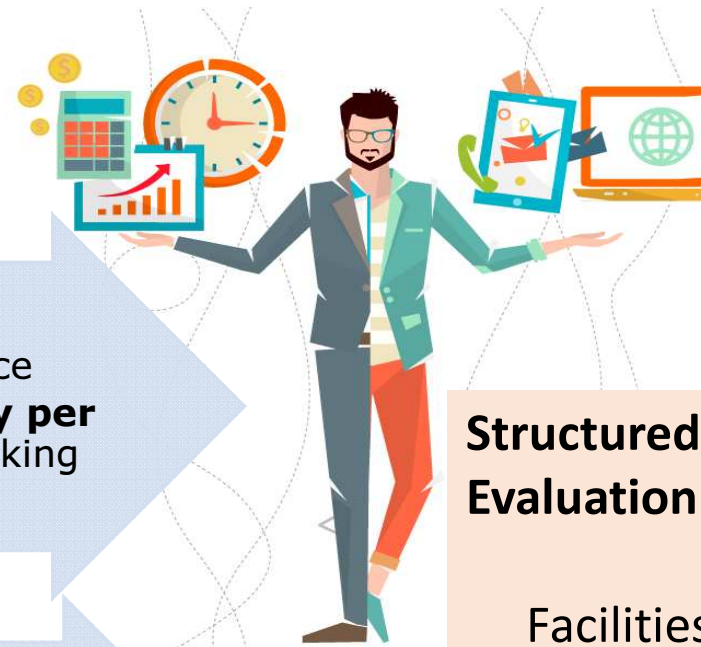 ce
y per
king
Structured
Evaluation
Facilities